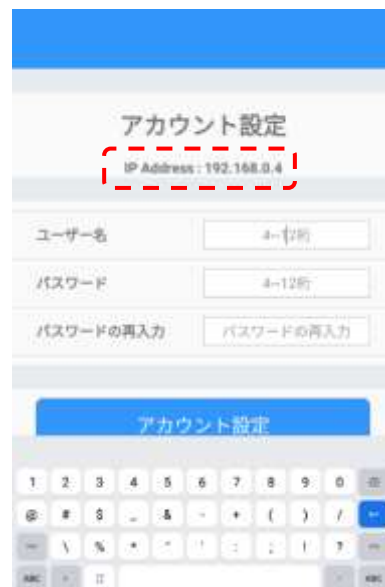 アカウント設定
IP Address : 192.168.0.4
ユーザー名
4~12桁
パスワード
4~12桁
パスワードの再入力
パスワードの再入力
アカウント設定
1 2 3 4 5 6 7 8 9 0
@ # $ _ & - + ( ) /
\ % * " ' : ; ! ?
ABC ABC